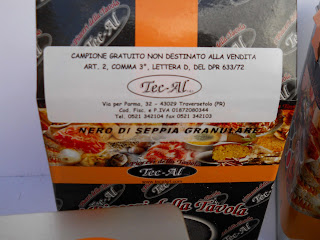 CAMPIONE GRATUITO NON DESTINATO ALLA VENDITA
ART. 2, COMMA 3°, LETTERA D, DEL DPR 633/72
Tec-Al
Via per Parma, 32 - 43029 Traversetolo (PR)
Cod. Fisc. e P.IVA 01872080344
Tel. 0521 342104 fax 0521 342103
NERO DI SEPPIA GRANULARE
Tec-Al
della Tavola